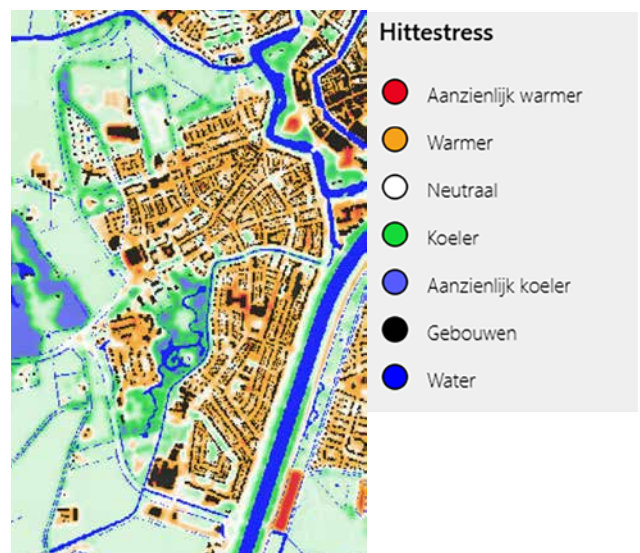 Hittestress
Aanzienlijk warmer
Warmer
Neutraal
Koeler
Aanzienlijk koeler
Gebouwen
Water